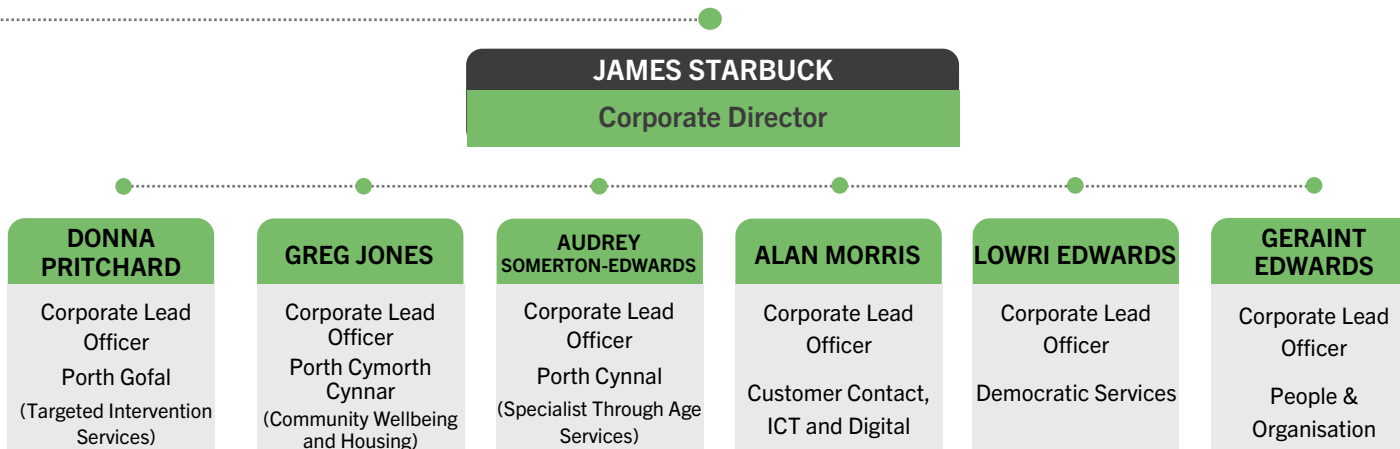 JAMES STARBUCK
Corporate Director
DONNA
PRITCHARD
Corporate Lead
Officer
Porth Gofal
(Targeted Intervention
Services)
GREG JONES
Corporate Lead
Officer
Porth Cymorth
Cynnar
(Community Wellbeing
and Housing)
AUDREY
SOMERTON-EDWARDS
Corporate Lead
Officer
Porth Cynnal
(Specialist Through Age
Services)
ALAN MORRIS
Corporate Lead
Officer
Customer Contact,
ICT and Digital
LOWRI EDWARDS
Corporate Lead
Officer
Democratic Services
GERAINT
EDWARDS
Corporate Lead
Officer
People &
Organisation